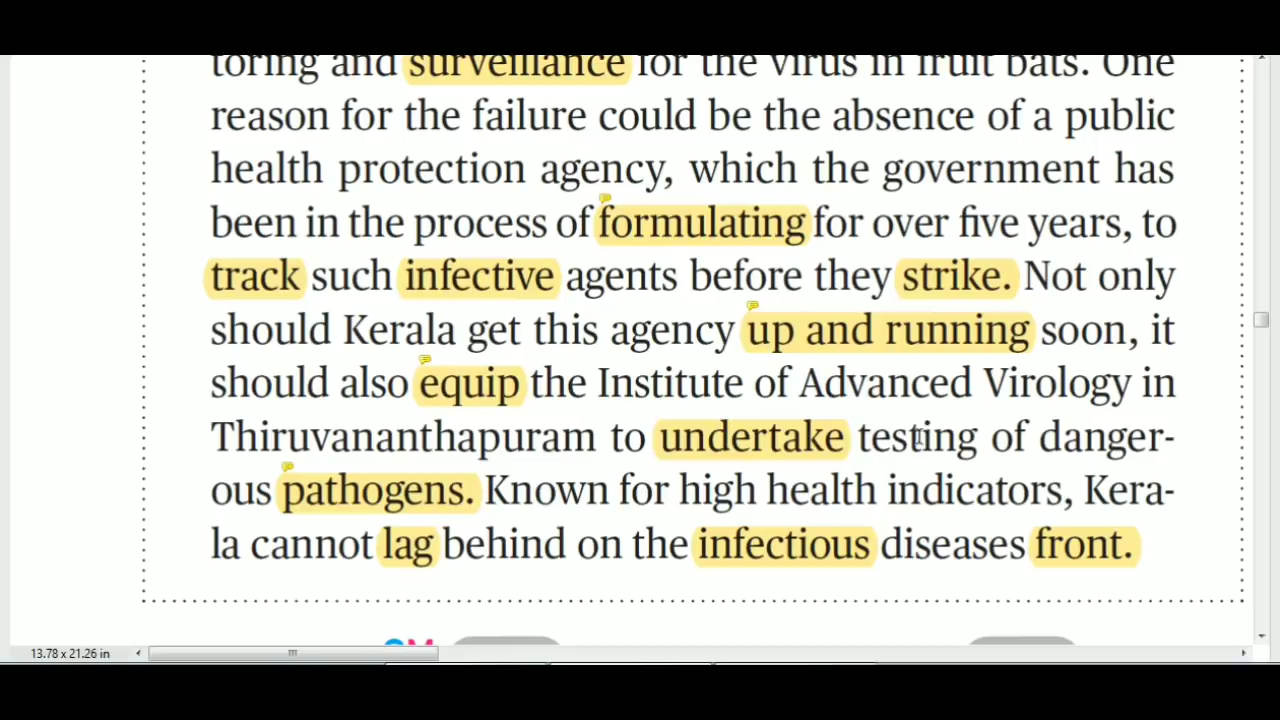 toring and surveillance for the virus in fruit bats. One
reason for the failure could be the absence of a public
health protection agency, which the government has
been in the process of formulating for over five years, to
track such infective agents before they strike. Not only
should Kerala get this agency up and running soon, it
should also equip the Institute of Advanced Virology in
Thiruvananthapuram to undertake testing of danger-
ous pathogens. Known for high health indicators, Kera-
la cannot lag behind on the infectious diseases front.
CM
13.78 x 21.26 in